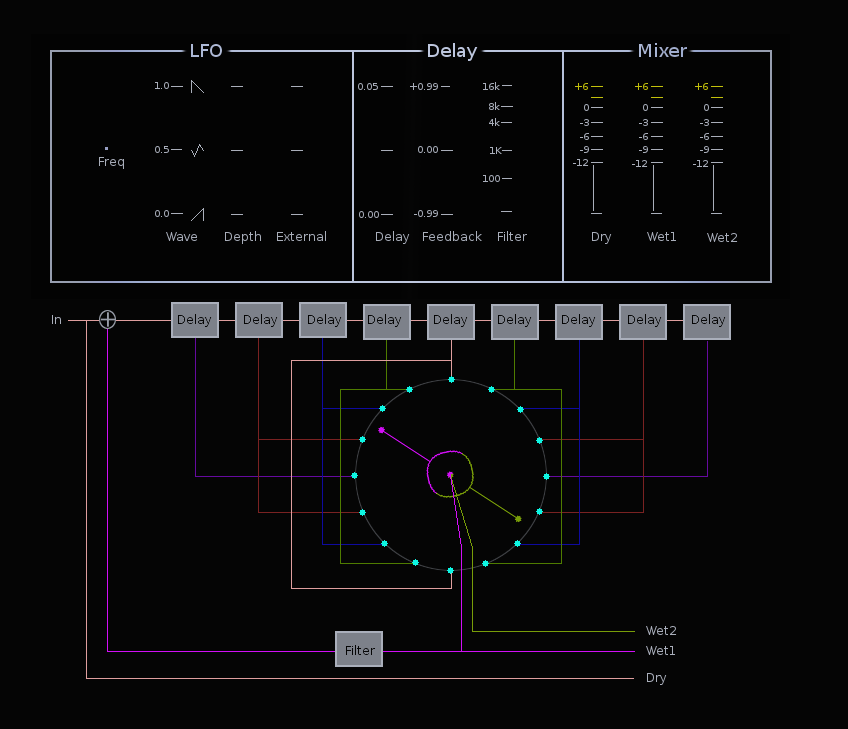 LFO Delay Mixer
1.0 0.05 +0.99 16k +6 +6 +6
8k 0 0 0
4k -3 -3 -3
-6 -6 -6
0.5 0.00 1K -9 -9 -9
Freq -12 -12 -12
100
0.0 0.00 -0.99
Wave Depth External Delay Feedback Filter Dry Wet1 Wet2
In Delay Delay Delay Delay Delay Delay Delay Delay Delay
Wet2
Filter Wet1
Dry